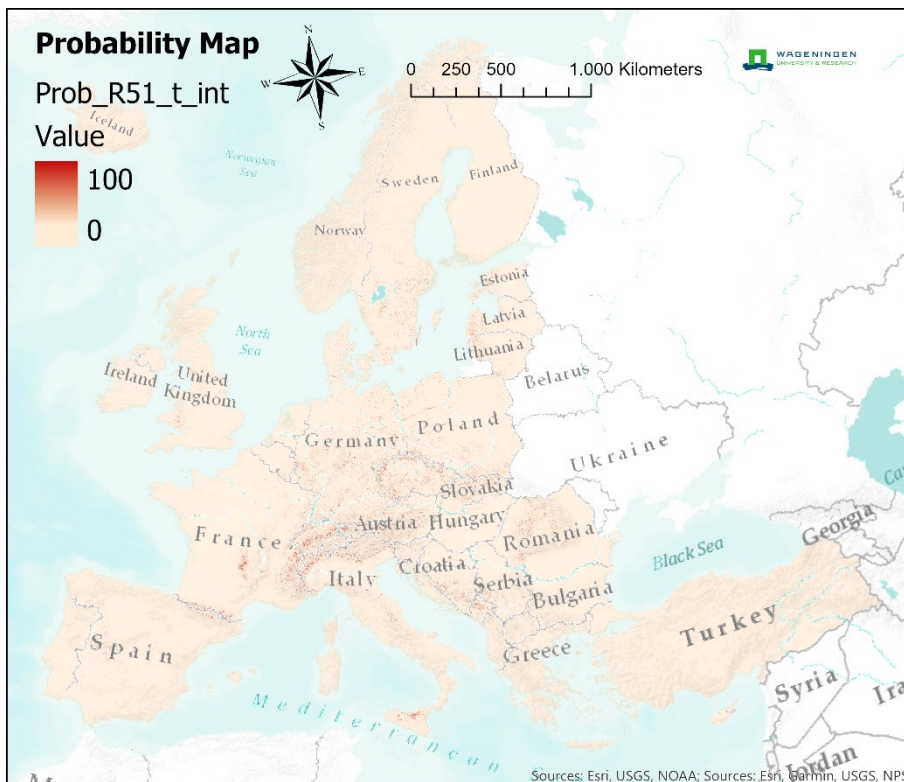 Probability Map
Prob_R51_t_int
Value
100
0
N
W
E
S
0 250 500 1.000 Kilometers
WAGENINGEN
UNIVERSITY & RESEARCH
Iceland
Norwegian
Sea
Sweden
Finland
Norway
Estonia
North
Sea
Latvia
Lithuania
Ireland
United
Kingdom
Belarus
Germany
Poland
Ukraine
Slovakia
Austria
Hungary
France
Romania
Georgia
Croatia
Black Sea
Italy
Serbia
Bulgaria
Spain
Turkey
Greece
Syria
Mediterranean
Jordan
Sources: Esri, USGS, NOAA; Sources: Esri, Garmin, USGS, NPS